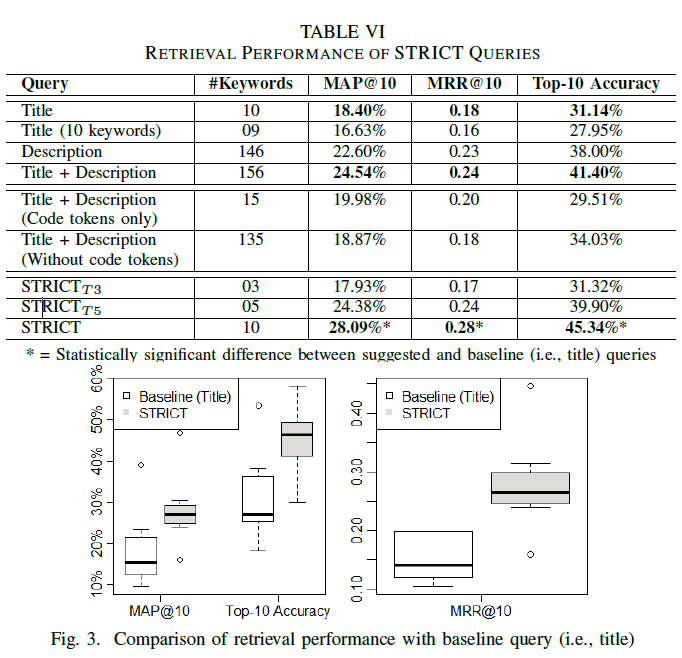 TABLE VI
RETRIEVAL PERFORMANCE OF STRICT QUERIES
Query #Keywords MAP@10 MRR@10 Top-10 Accuracy
Title 10 18.40% 0.18 31.14%
Title (10 keywords) 09 16.63% 0.16 27.95%
Description 146 22.60% 0.23 38.00%
Title + Description 156 24.54% 0.24 41.40%
Title + Description 15 19.98% 0.20 29.51%
(Code tokens only)
Title + Description 135 18.87% 0.18 34.03%
(Without code tokens)
STRICT_T3 03 17.93% 0.17 31.32%
STRICT_T5 05 24.38% 0.24 39.90%
STRICT 10 28.09%* 0.28* 45.34%*
* = Statistically significant difference between suggested and baseline (i.e., title) queries
60%
50%
40%
30%
20%
10%
Baseline (Title)
STRICT
MAP@10 Top-10 Accuracy
0.40
0.30
0.20
0.10
Baseline (Title)
STRICT
MRR@10
Fig. 3. Comparison of retrieval performance with baseline query (i.e., title)